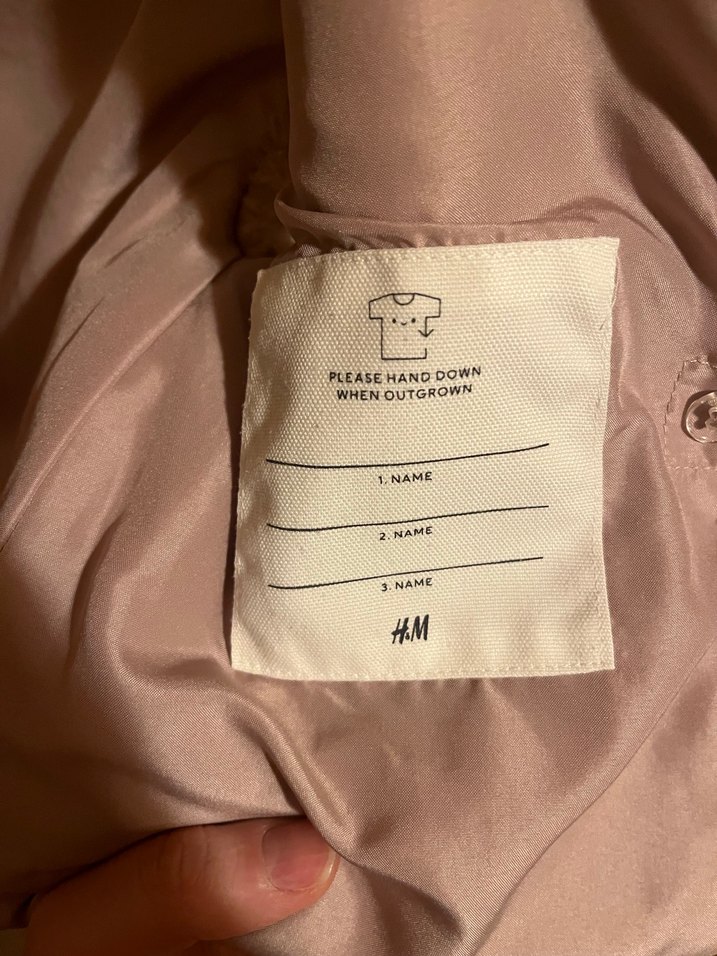 PLEASE HAND DOWN
WHEN OUTGROWN
1. NAME
2. NAME
3. NAME
H&M